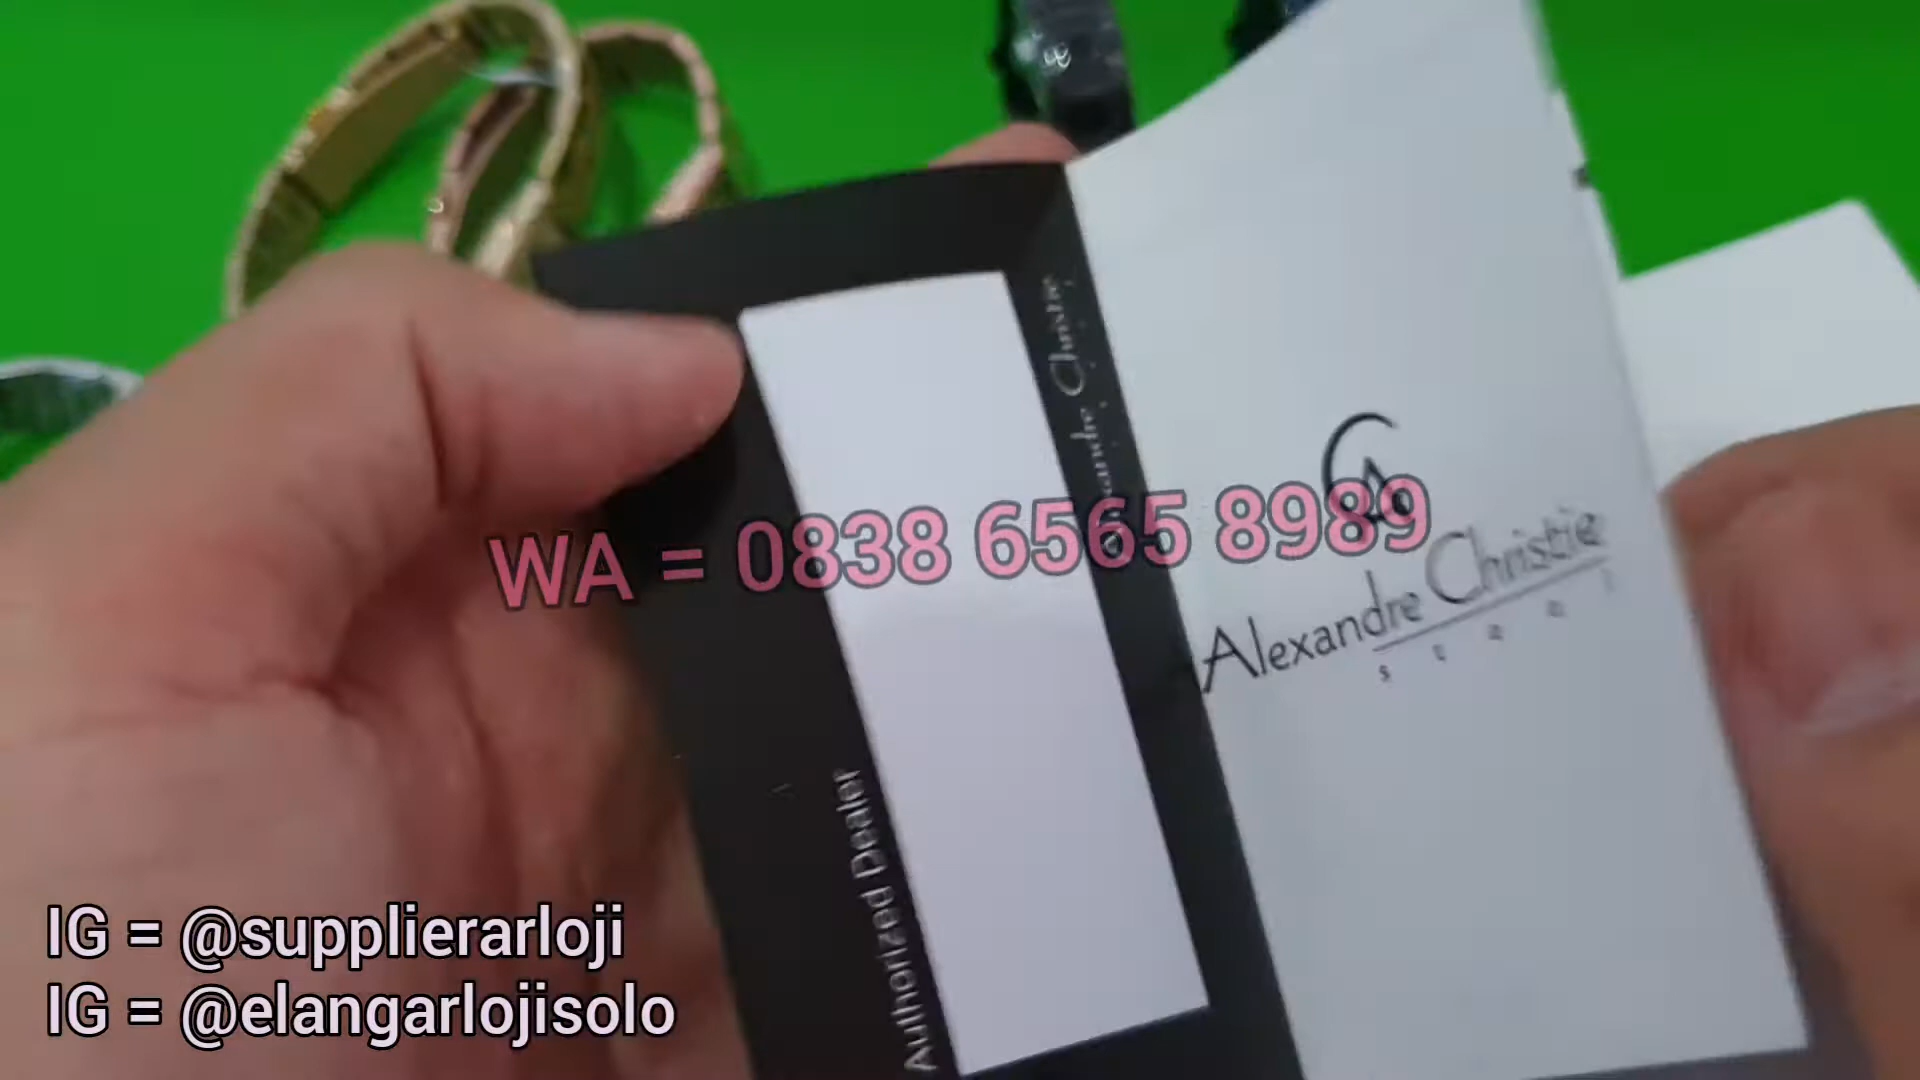 Alexandre Christie
WA = 0838 6565 8989
Alexandre Christie
Authorized Dealer
IG = @supplierarloji
IG = @elangarlojisolo